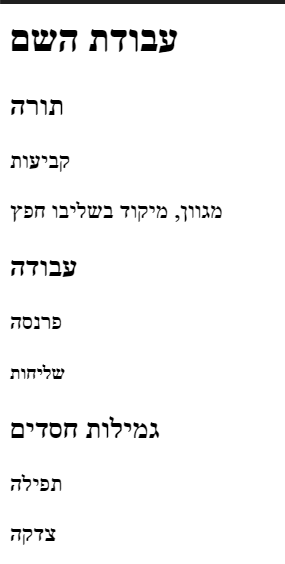 עבודת השם
תורה
קביעות
מגוון, מיקוד בשליבו חפץ
עבודה
פרנסה
שליחות
גמילות חסדים
תפילה
צדקה